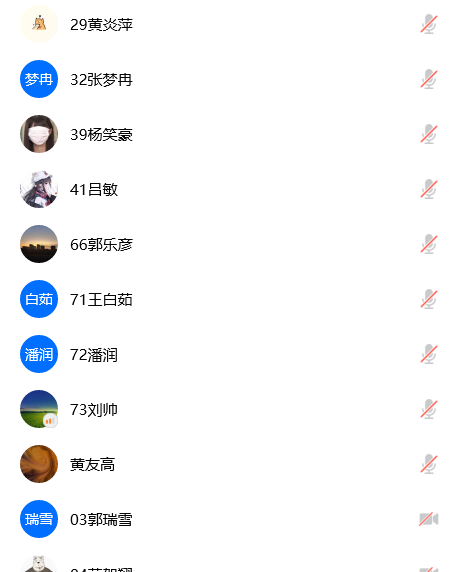 29黄炎萍
梦冉 32张梦冉
39杨笑豪
41吕敏
66郭乐彦
白茹 71王白茹
潘润 72潘润
73刘帅
黄友高
瑞雪 03郭瑞雪